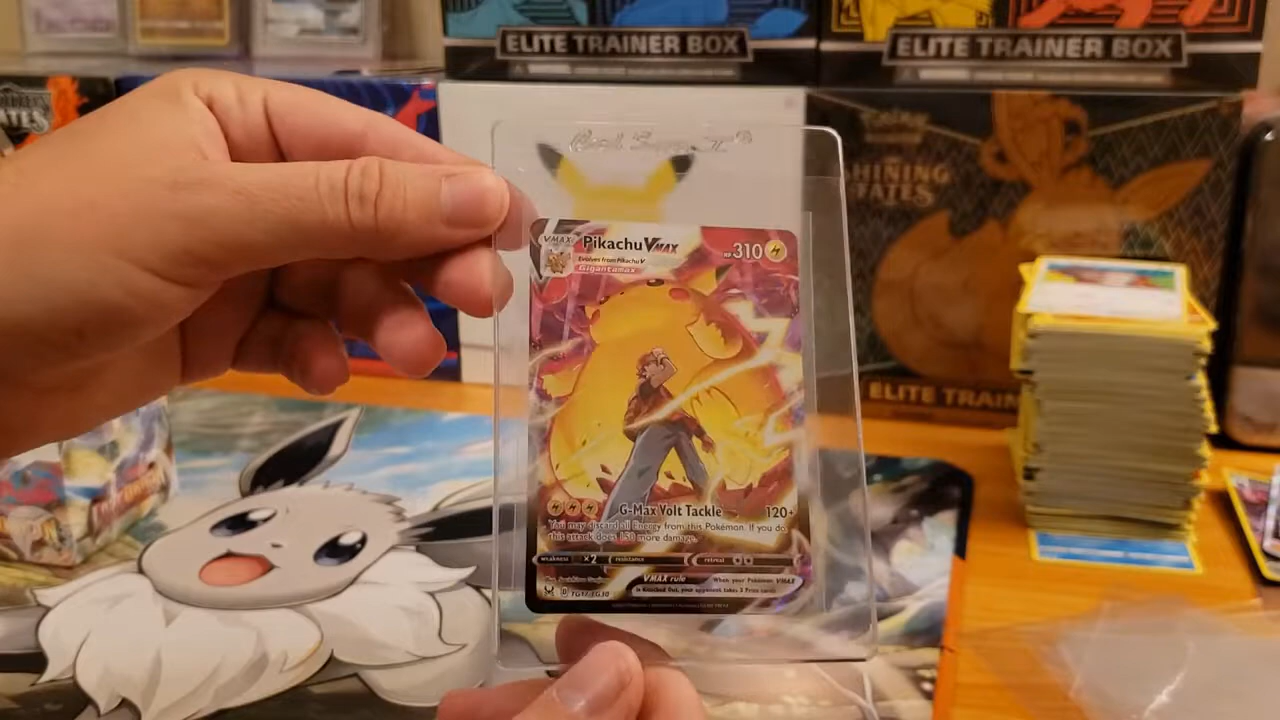 ELITE TRAINER BOX
ELITE TRAINER BOX
SHINING
FATES
ELITE TRAIN
VMAX
Pikachu VMAX
HP 310
Evolves from Pikachu V
Gigantamax
G-Max Volt Tackle 120+
You may discard all Energy from this Pokémon. If you do,
this attack does 150 more damage.
weakness ×2 resistance retreat
VMAX rule When your Pokémon VMAX
is Knocked Out, your opponent takes 3 Prize cards.
D TG17/TG30